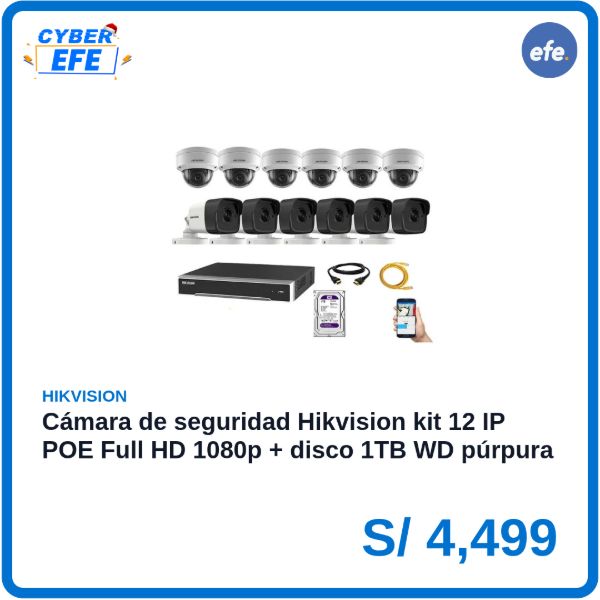 CYBER
EFE
efe.
HIKVISION
Cámara de seguridad Hikvision kit 12 IP
POE Full HD 1080p + disco 1TB WD púrpura
S/ 4,499